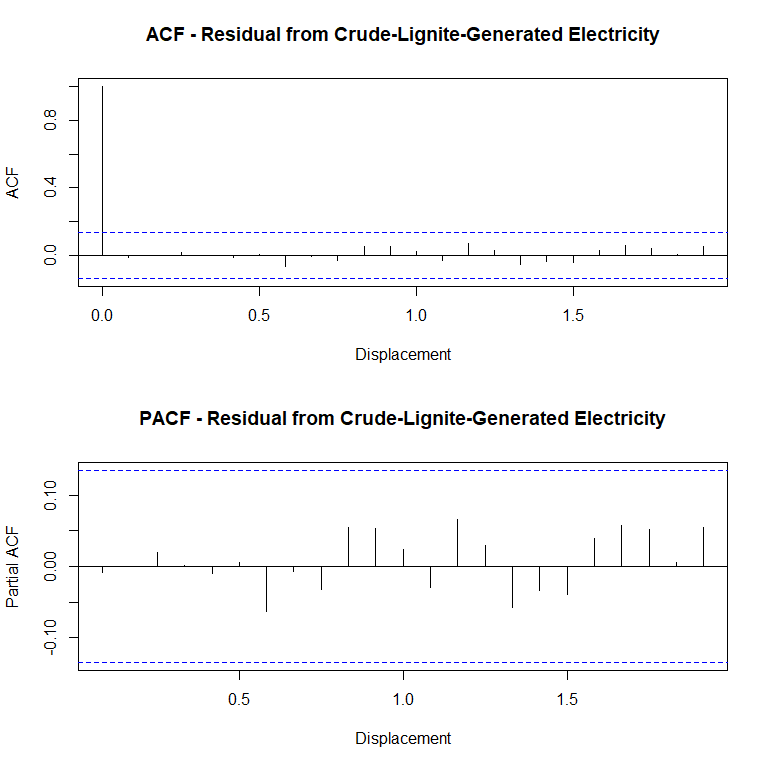 ACF - Residual from Crude-Lignite-Generated Electricity
ACF
0.8
0.4
0.0
0.0 0.5 1.0 1.5
Displacement
PACF - Residual from Crude-Lignite-Generated Electricity
Partial ACF
0.10
0.00
-0.10
0.5 1.0 1.5
Displacement